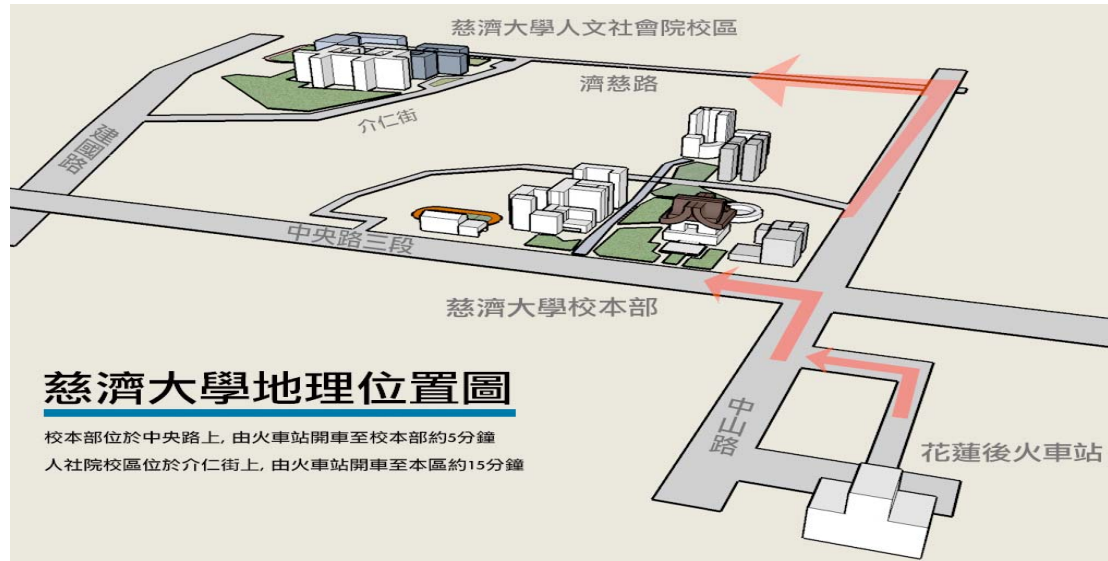 慈濟大學人文社會院校區
濟慈路
介仁街
建國路
中央路三段
慈濟大學校本部
慈濟大學地理位置圖
校本部位於中央路上, 由火車站開車至校本部約5分鐘
人社院校區位於介仁街上, 由火車站開車至本區約15分鐘
中山路
花蓮後火車站